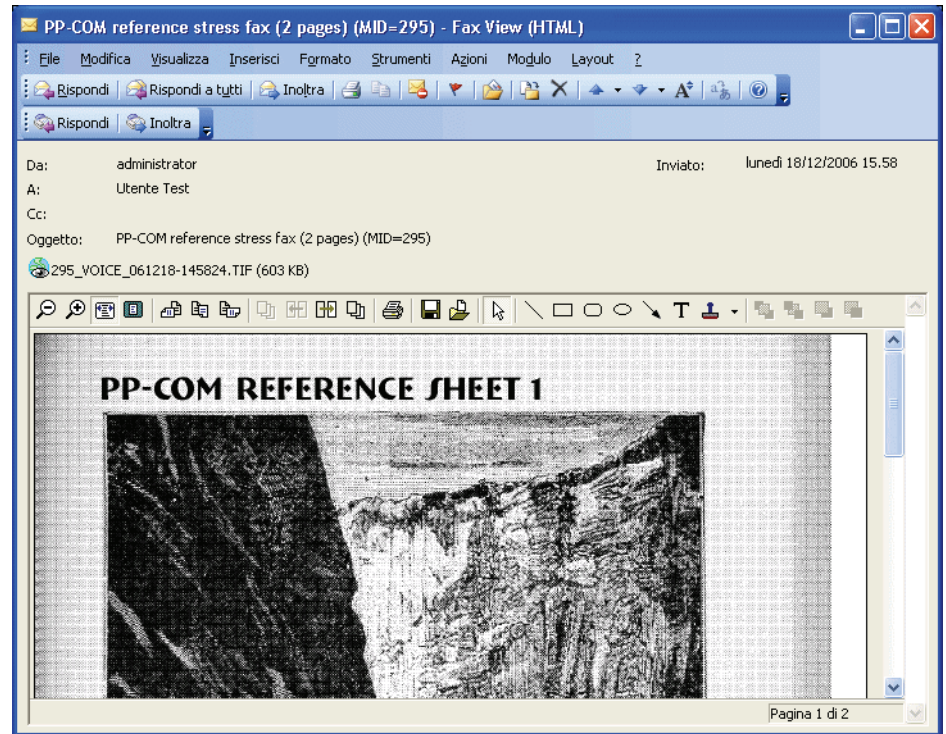 PP-COM reference stress fax (2 pages) (MID=295) - Fax View (HTML)
File Modifica Visualizza Inserisci Formato Strumenti Azioni Modulo Layout ?
Rispondi Rispondi a tutti Inoltra
Rispondi Inoltra
Da: administrator Inviato: lunedì 18/12/2006 15.58
A: Utente Test
Cc:
Oggetto: PP-COM reference stress fax (2 pages) (MID=295)
295_VOICE_061218-145824.TIF (603 KB)
PP-COM REFERENCE SHEET 1
Pagina 1 di 2